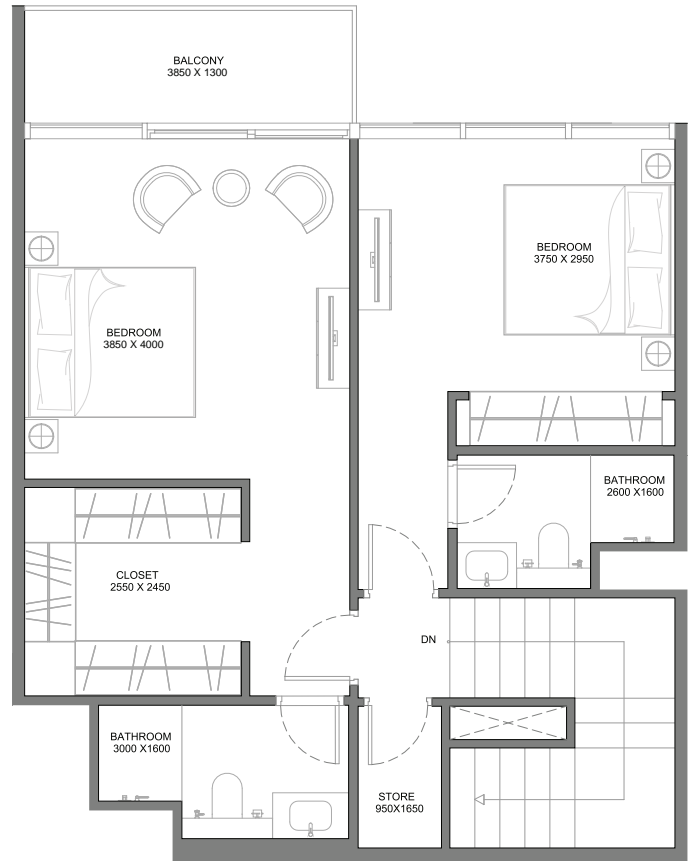 BALCONY
3850 X 1300
BEDROOM
3750 X 2950
BEDROOM
3850 X 4000
BATHROOM
2600 X1600
CLOSET
2550 X 2450
DN
BATHROOM
3000 X1600
STORE
950X1650